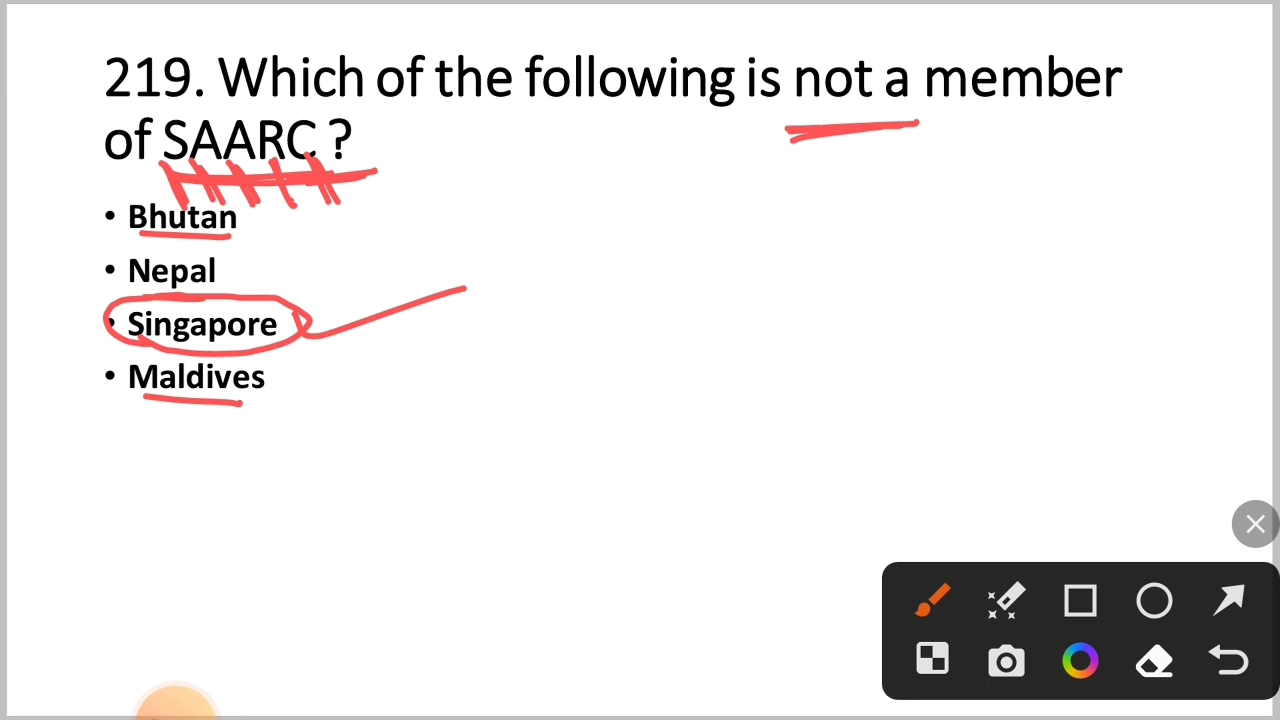 219. Which of the following is not a member
of SAARC ?
• Bhutan
• Nepal
• Singapore
• Maldives